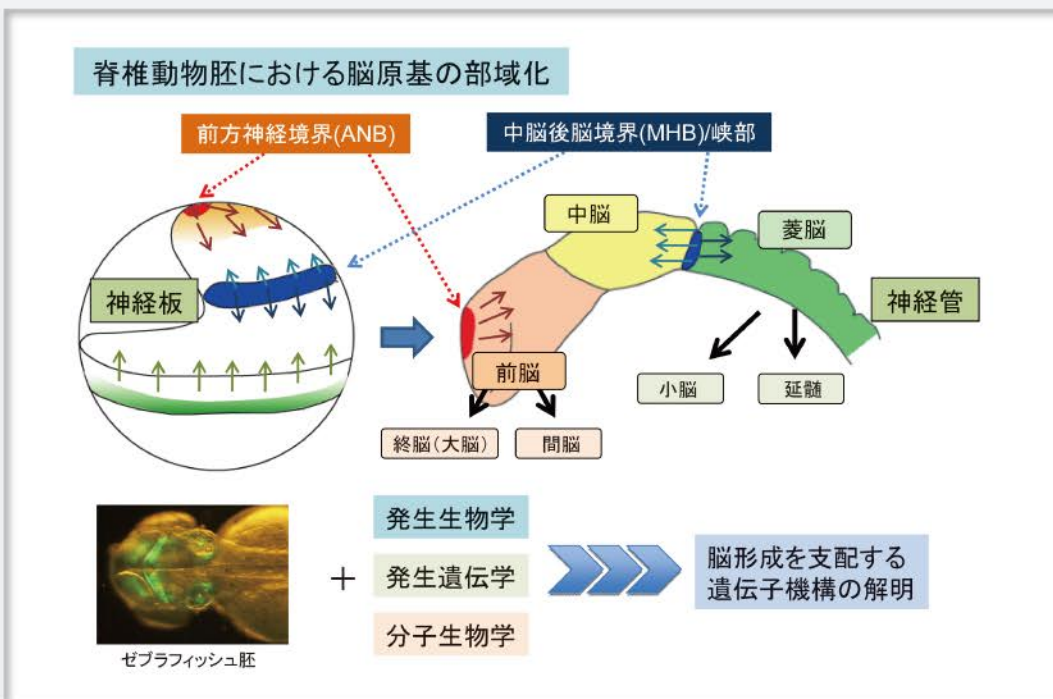 脊椎動物胚における脳原基の部域化
前方神経境界(ANB)
中脳後脳境界(MHB)/峡部
中脳
菱脳
神経板
神経管
前脳
小脳
延髄
終脳(大脳)
間脳
発生生物学
+
発生遺伝学
分子生物学
脳形成を支配する
遺伝子機構の解明
ゼブラフィッシュ胚